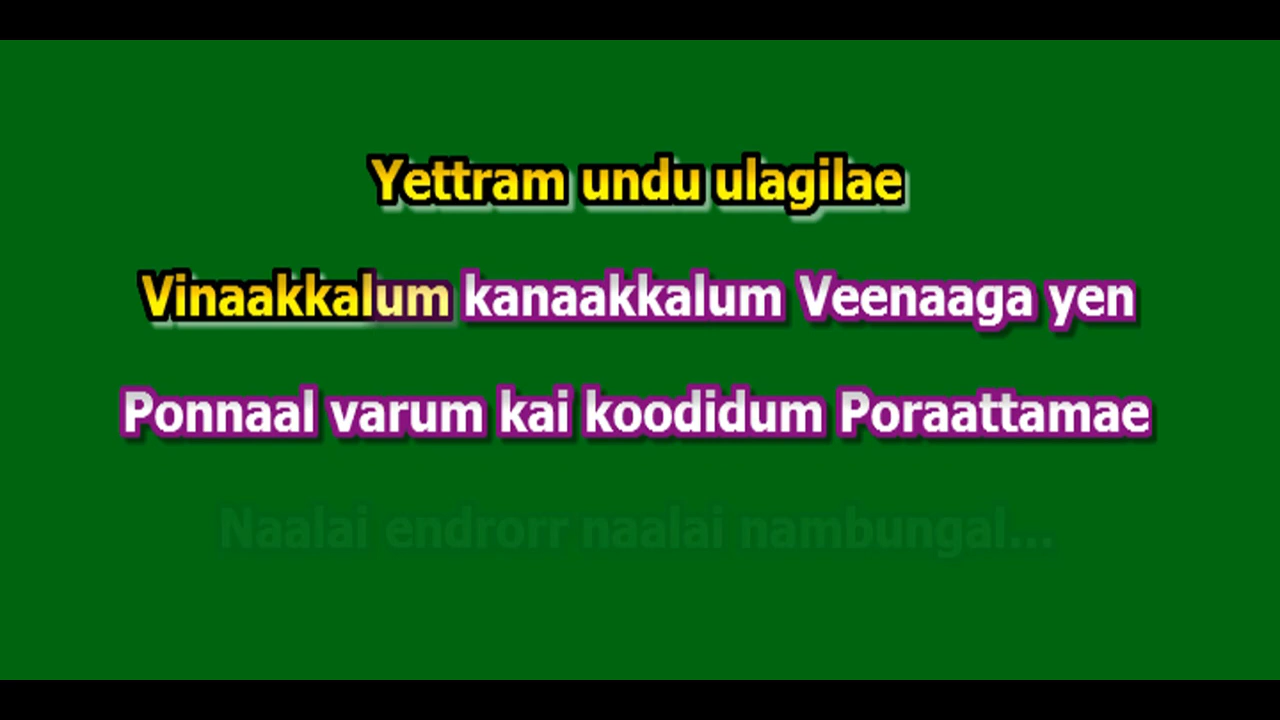 Yettram undu ulagilae
Vinaakkalum kanaakkalum Veenaaga yen
Ponnaal varum kai koodidum Poraattamae
Naalai endrorr naalai nambungal...